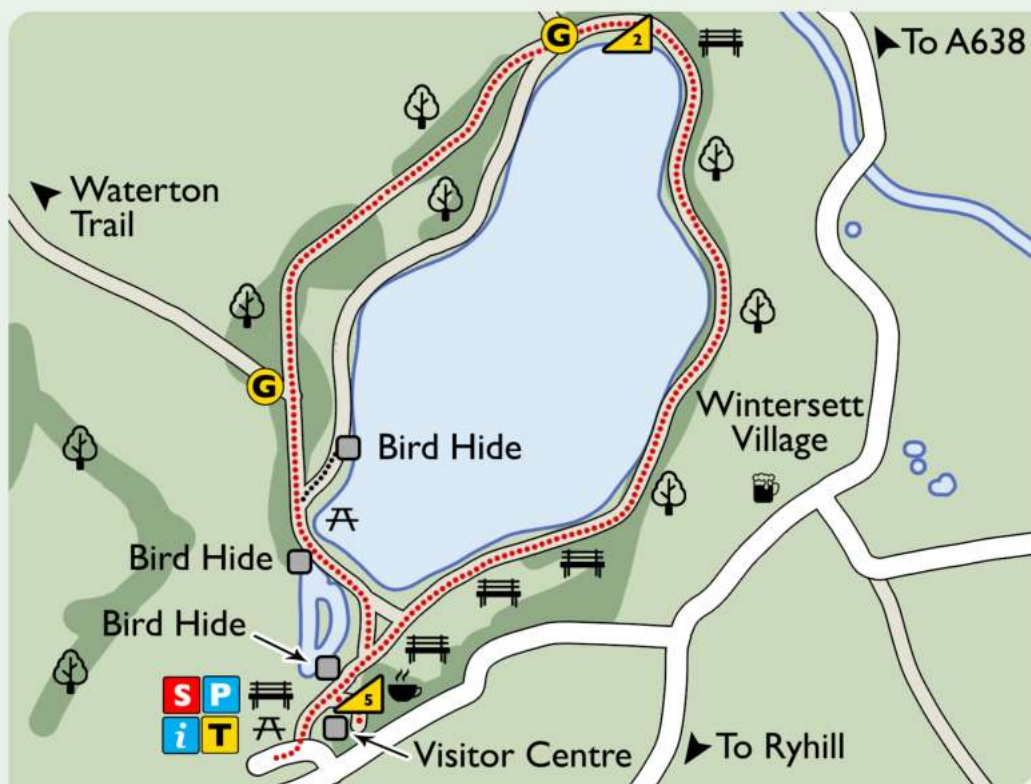 G
2
To A638
Waterton
Trail
G
Wintersett
Village
Bird Hide
Bird Hide
Bird Hide
S P
i T
5
Visitor Centre
To Ryhill